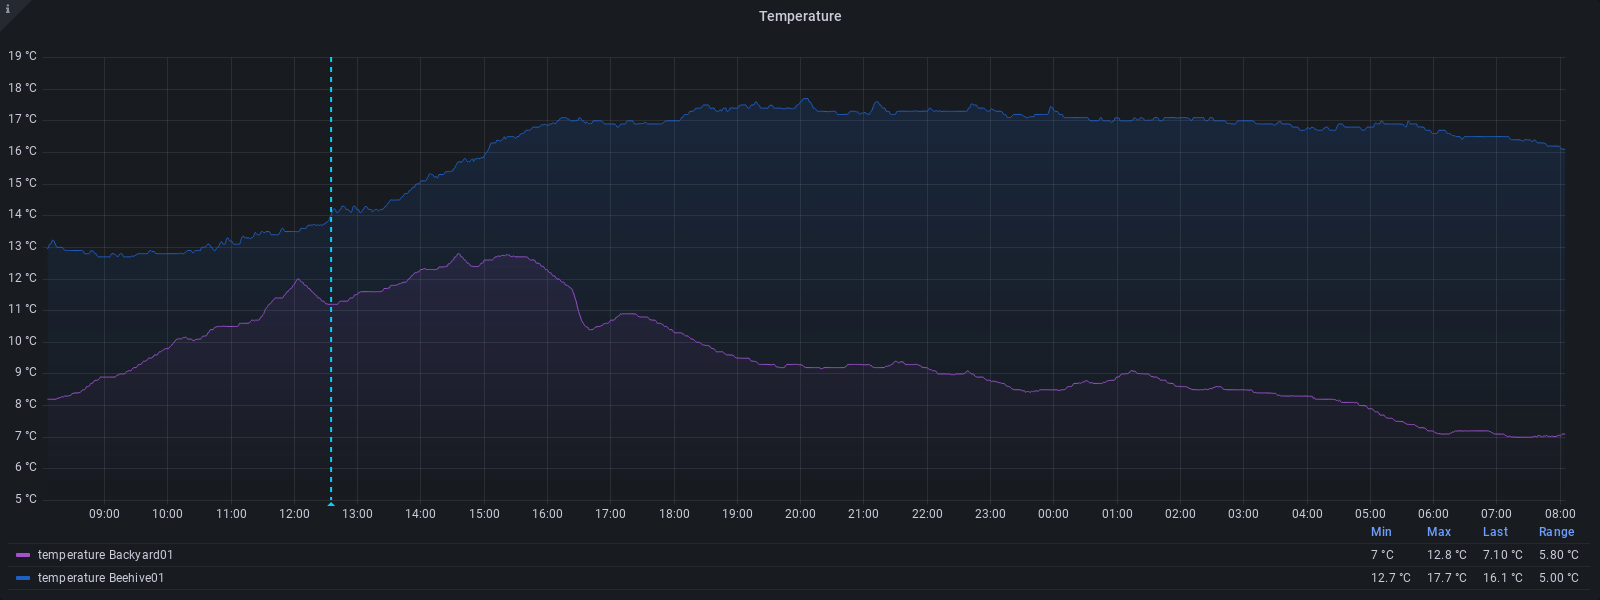 i
Temperature
19 °C
18 °C
17 °C
16 °C
15 °C
14 °C
13 °C
12 °C
11 °C
10 °C
9 °C
8 °C
7 °C
6 °C
5 °C
09:00 10:00 11:00 12:00 13:00 14:00 15:00 16:00 17:00 18:00 19:00 20:00 21:00 22:00 23:00 00:00 01:00 02:00 03:00 04:00 05:00 06:00 07:00 08:00
Min Max Last Range
temperature Backyard01 7 °C 12.8 °C 7.10 °C 5.80 °C
temperature Beehive01 12.7 °C 17.7 °C 16.1 °C 5.00 °C